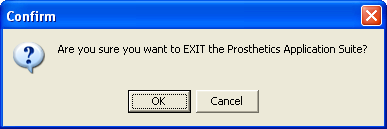 Confirm
Are you sure you want to EXIT the Prosthetics Application Suite?
OK Cancel